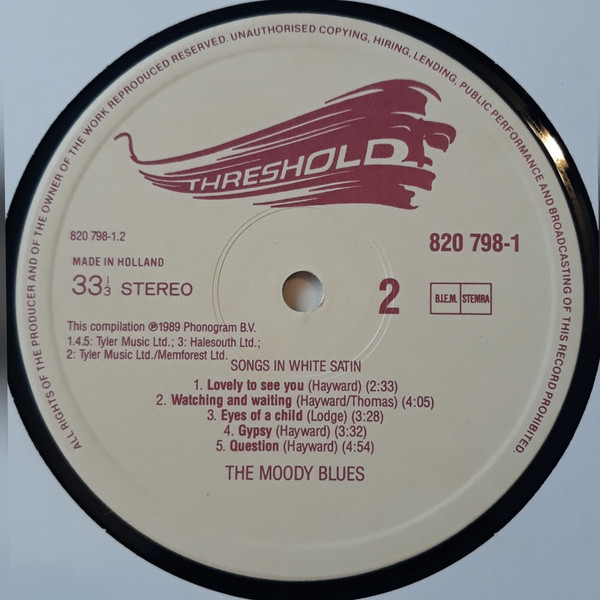 ALL RIGHTS OF THE PRODUCER AND OF THE OWNER OF THE WORK REPRODUCED RESERVED. UNAUTHORISED COPYING, HIRING, LENDING, PUBLIC PERFORMANCE AND BROADCASTING OF THIS RECORD PROHIBITED.
THRESHOLD
820 798-1.2
820 798-1
MADE IN HOLLAND
33 1/3 STEREO
2
B.I.E.M. STEMRA
This compilation ℗1989 Phonogram B.V.
1.4.5: Tyler Music Ltd.; 3: Halesouth Ltd.;
2: Tyler Music Ltd./Memforest Ltd.
SONGS IN WHITE SATIN
1. Lovely to see you (Hayward) (2:33)
2. Watching and waiting (Hayward/Thomas) (4:05)
3. Eyes of a child (Lodge) (3:28)
4. Gypsy (Hayward) (3:32)
5. Question (Hayward) (4:54)
THE MOODY BLUES